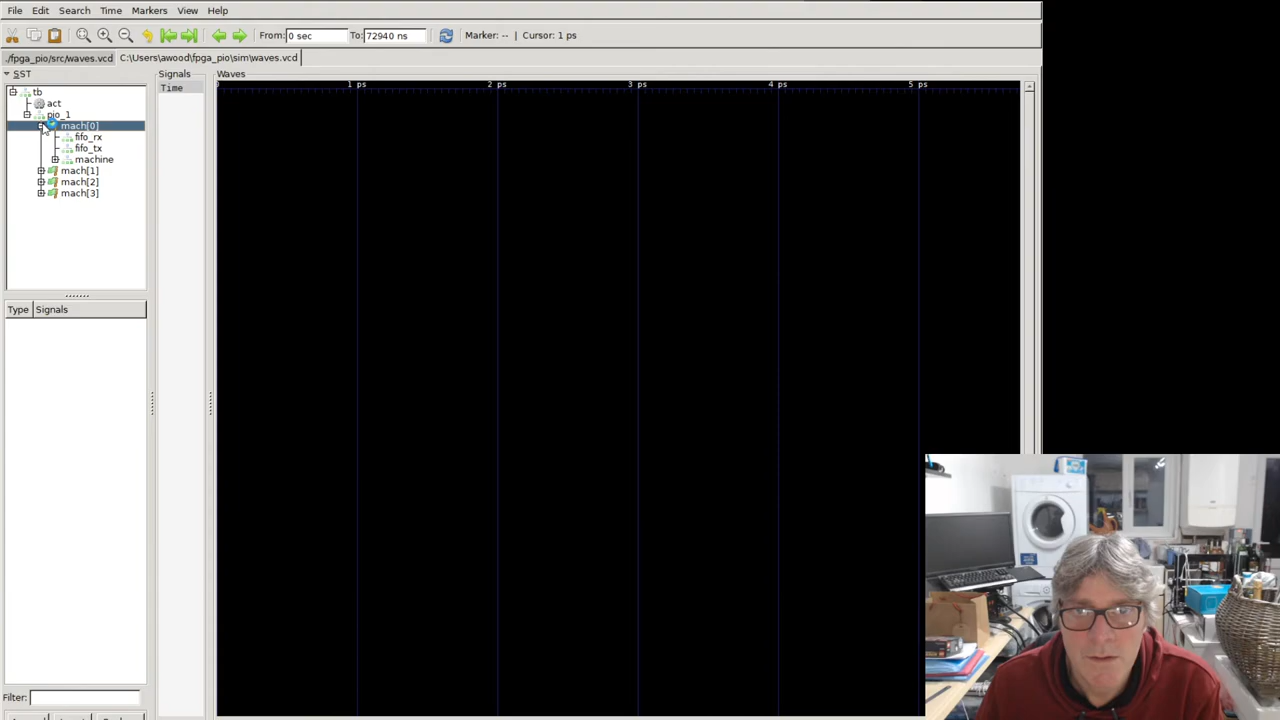 File Edit Search Time Markers View Help
From: 0 sec To: 72940 ns Marker: -- | Cursor: 1 ps
./fpga_pio/src/waves.vcd C:\Users\awood\fpga_pio\sim\waves.vcd
SST
tb
act
pio_1
mach[0]
fifo_rx
fifo_tx
machine
mach[1]
mach[2]
mach[3]
Type Signals
Filter:
Signals
Time
Waves
1 ps 2 ps 3 ps 4 ps 5 ps